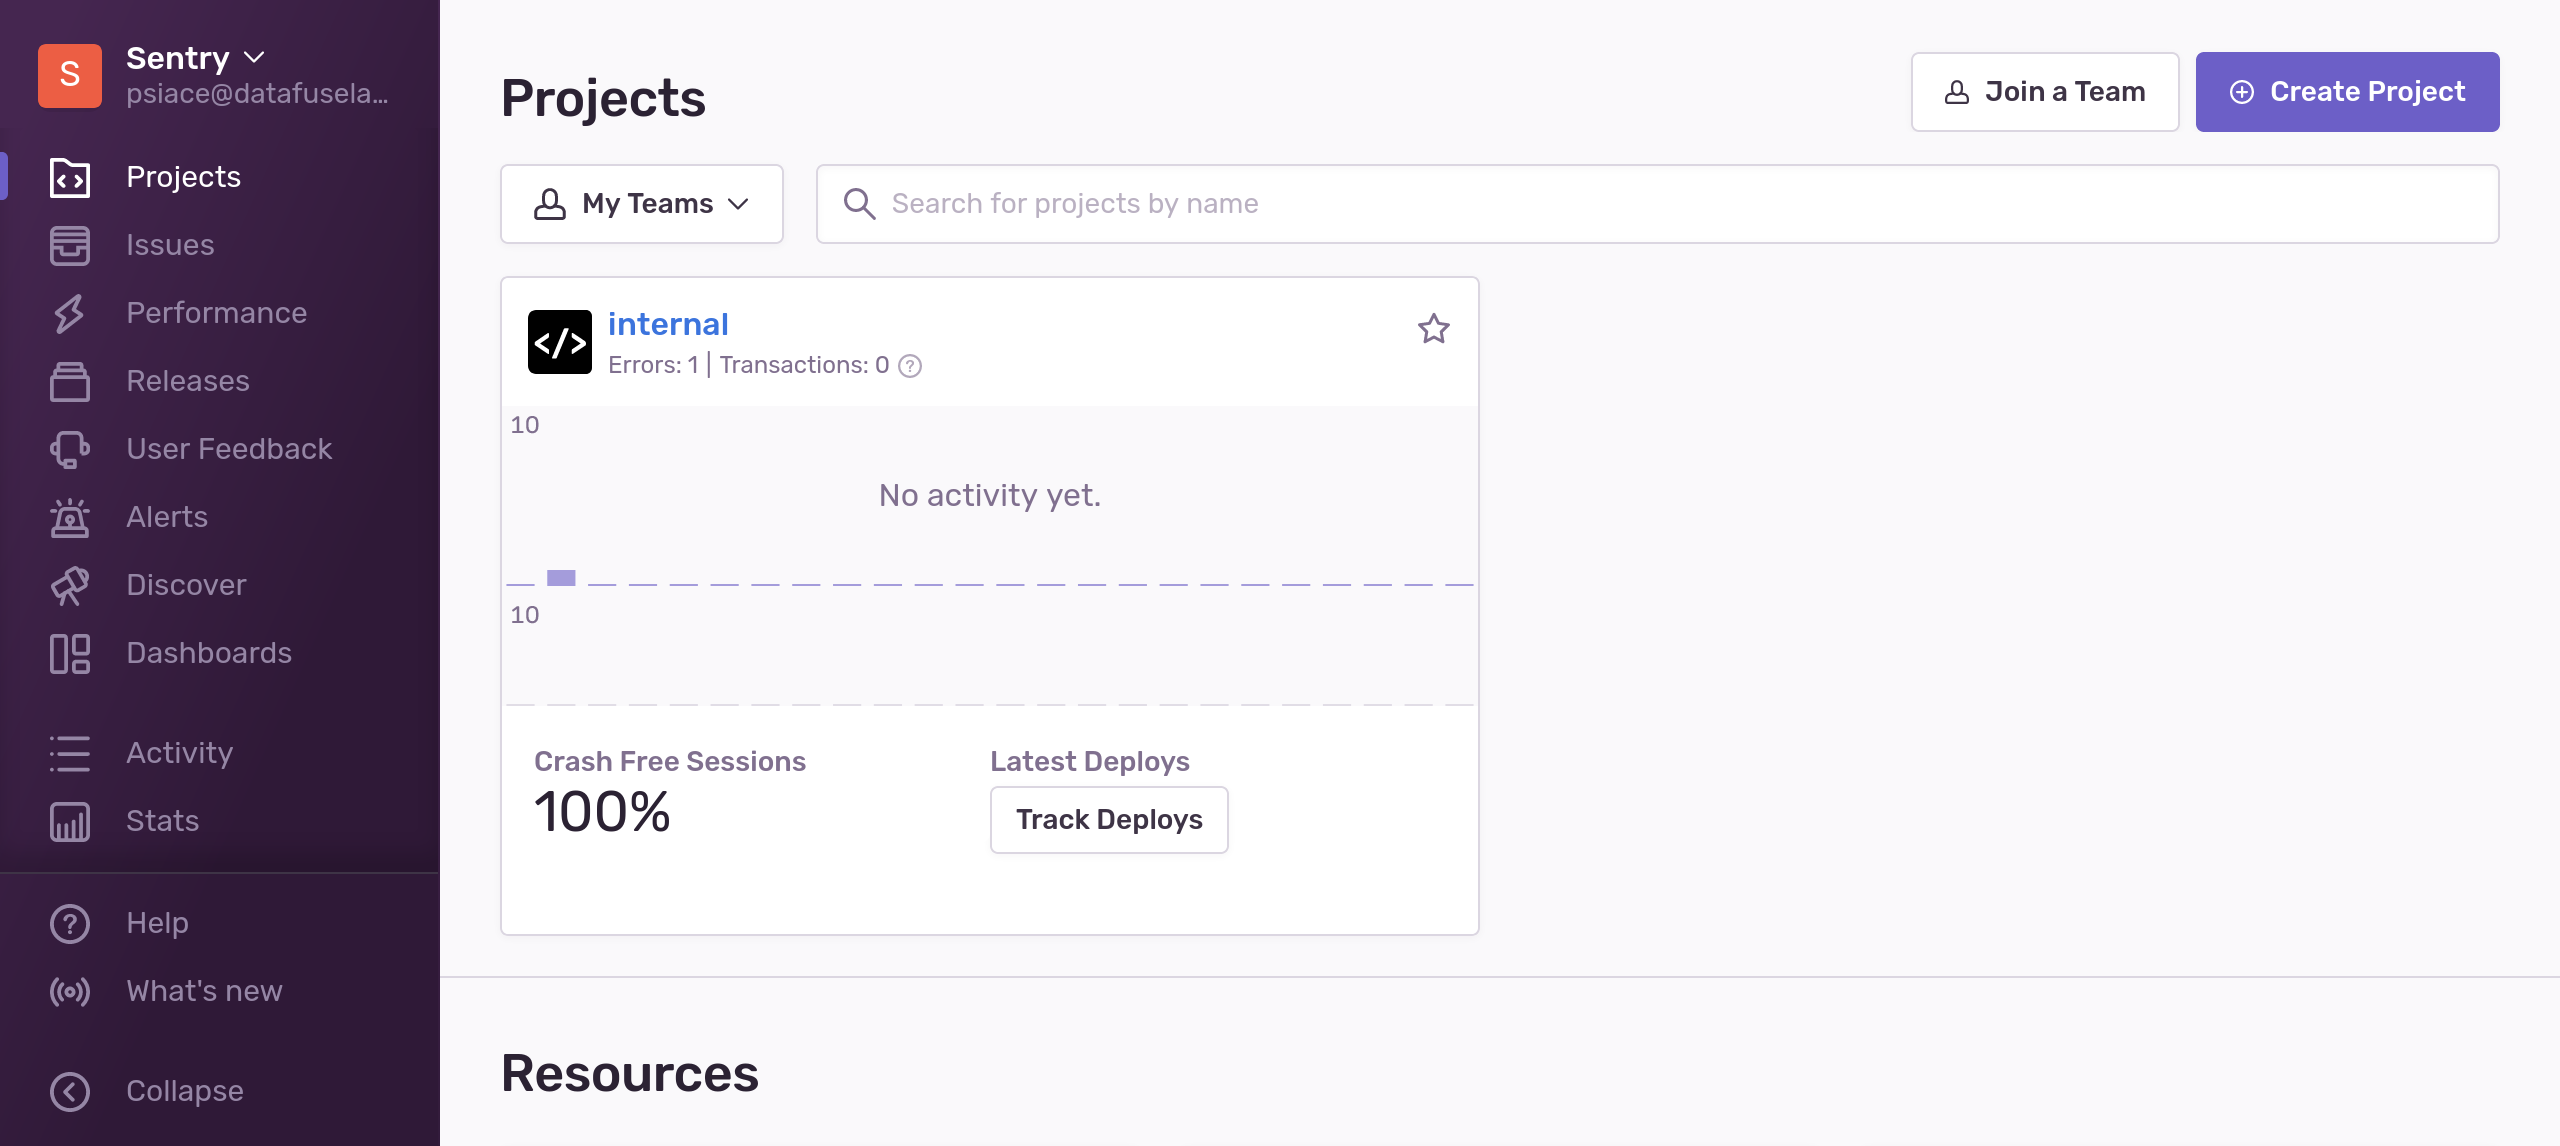 S
Sentry
psiace@datafusela...
Projects
Issues
Performance
Releases
User Feedback
Alerts
Discover
Dashboards
Activity
Stats
Help
What's new
Collapse
Projects
Join a Team
Create Project
My Teams
Search for projects by name
</> internal
Errors: 1 | Transactions: 0 ?
10
No activity yet.
10
Crash Free Sessions
100%
Latest Deploys
Track Deploys
Resources